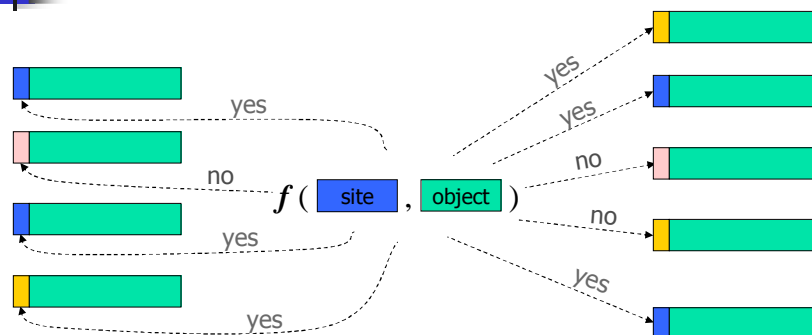 yes
yes
yes
no
no
f ( site , object )
no
yes
yes
yes